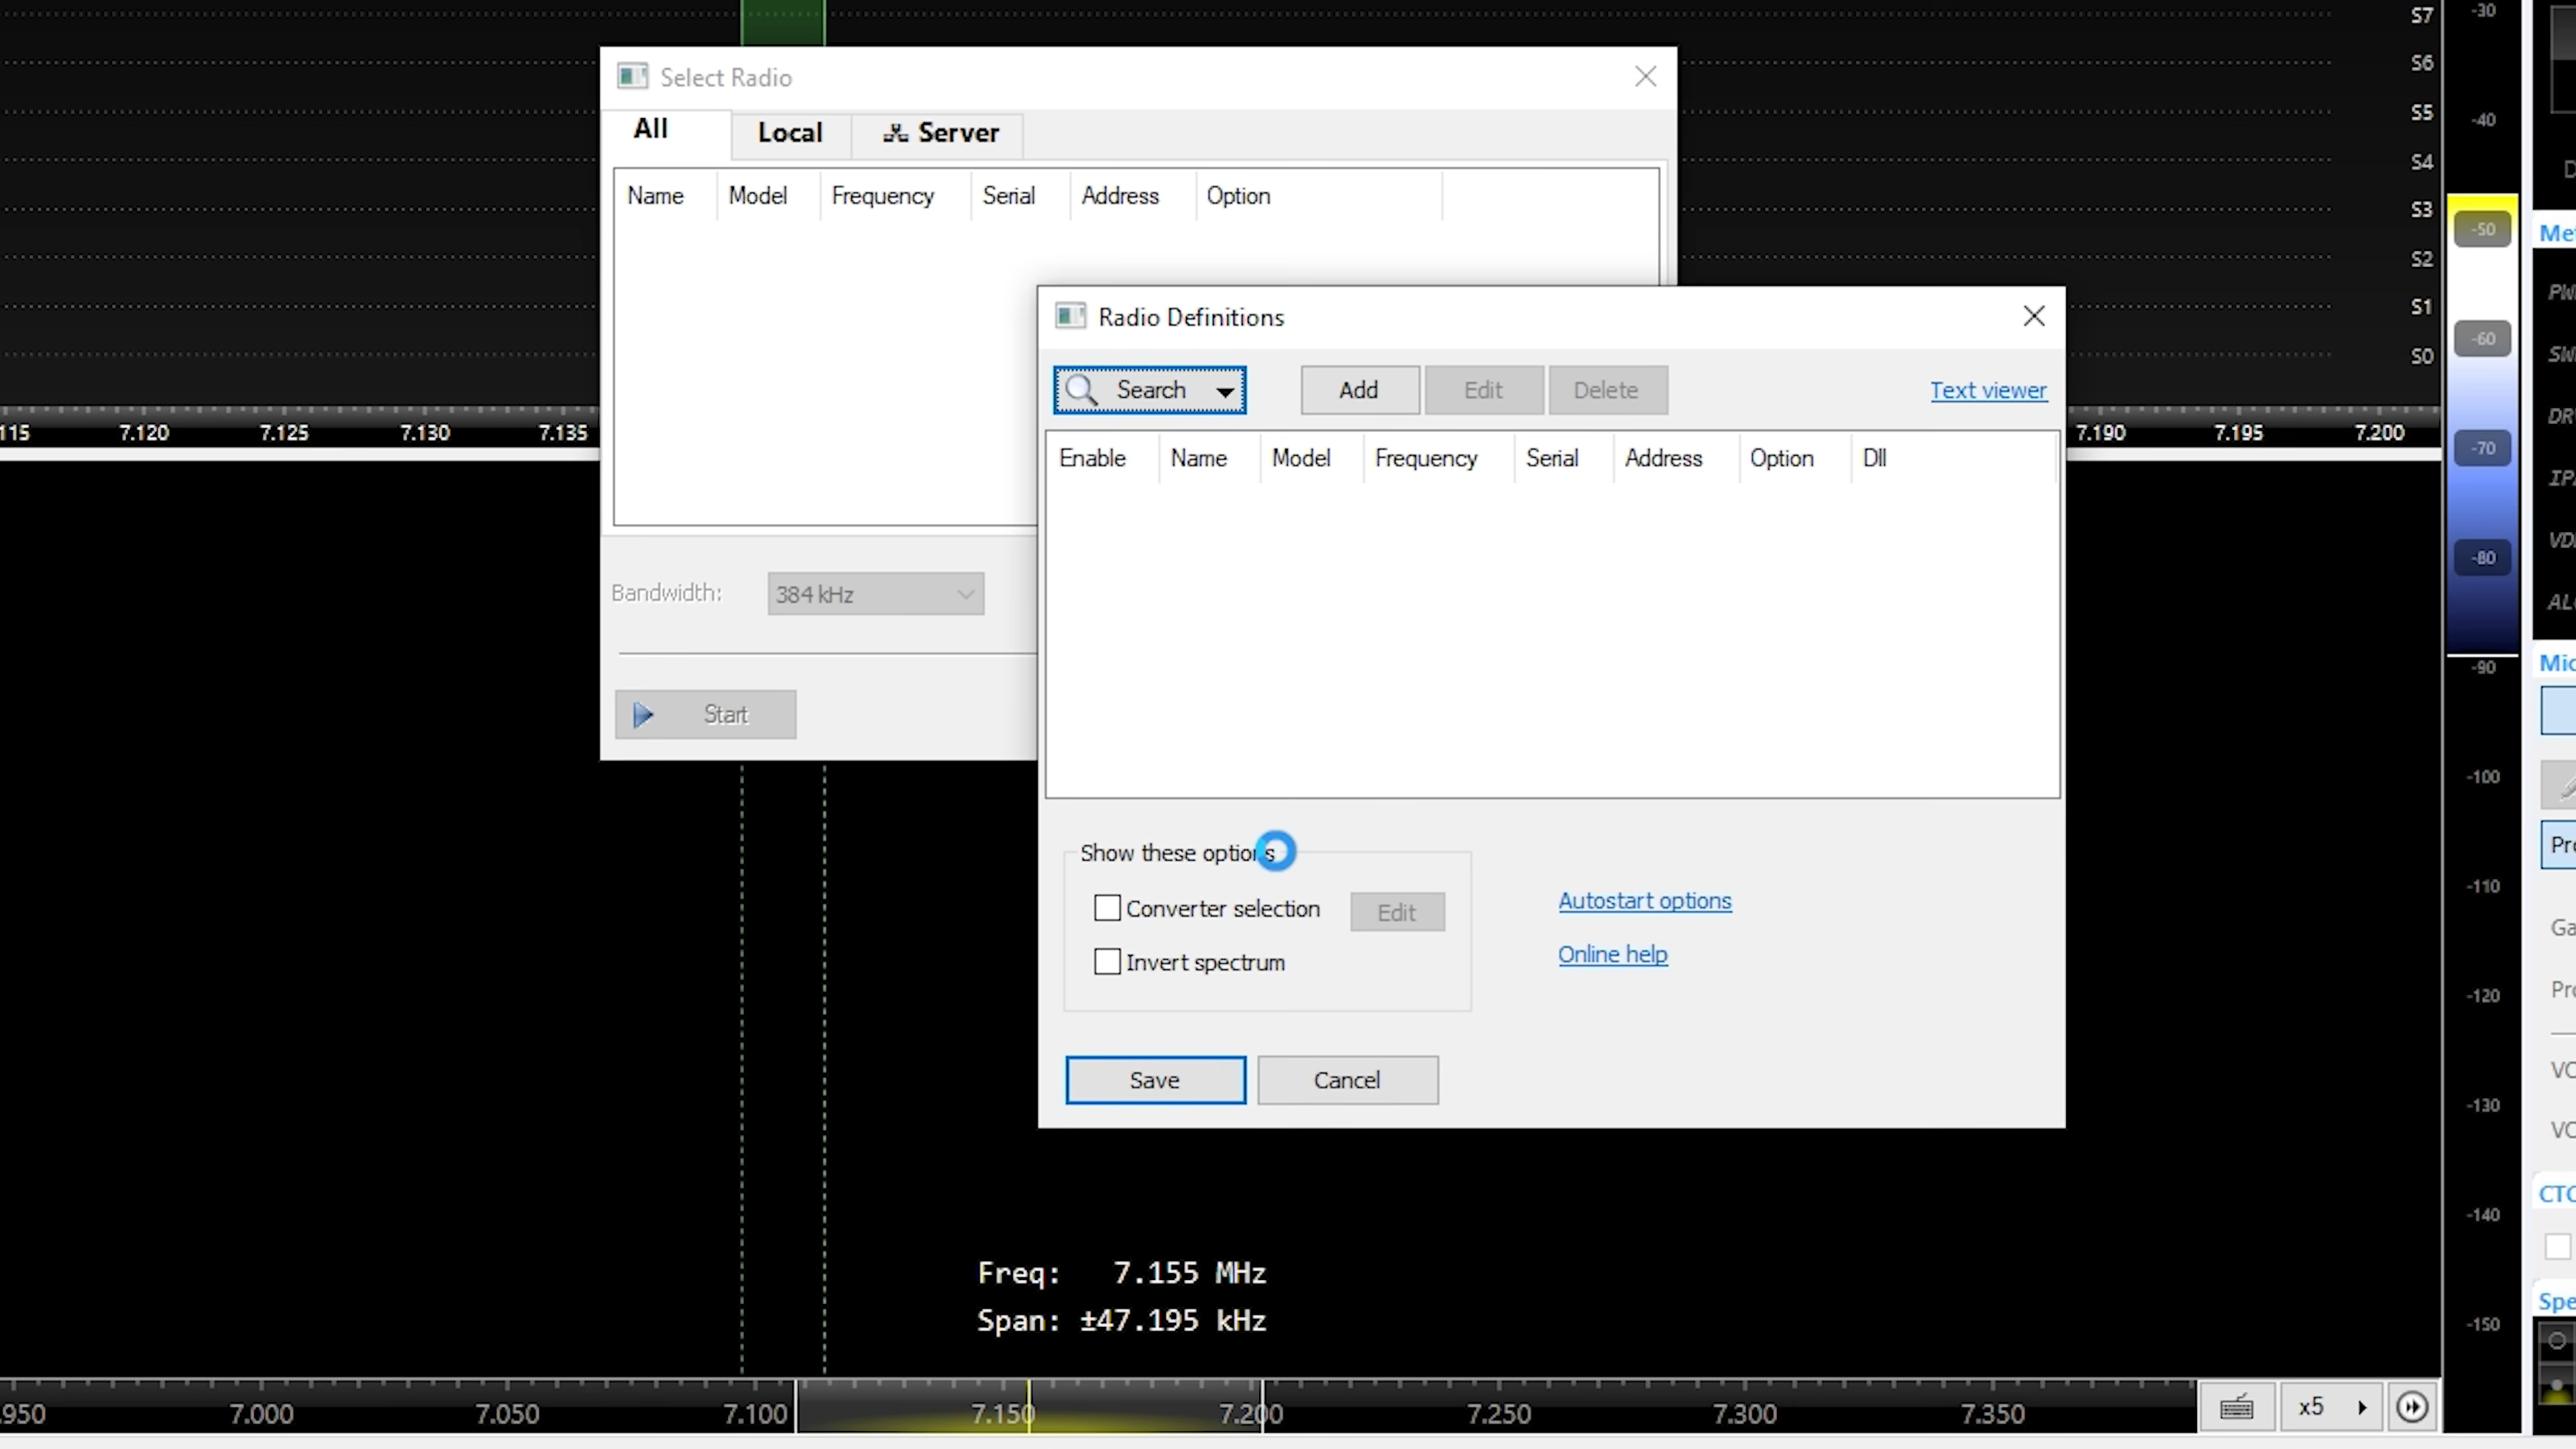 S7
-30
S6
S5
-40
S4
S3
-50
S2
S1
-60
S0
-70
-80
-90
-100
-110
-120
-130
-140
-150
Select Radio
All Local Server
Name Model Frequency Serial Address Option
Bandwidth: 384 kHz
Start
Radio Definitions
Search Add Edit Delete Text viewer
Enable Name Model Frequency Serial Address Option Dll
Show these options
Converter selection Edit
Invert spectrum
Autostart options
Online help
Save Cancel
115 7.120 7.125 7.130 7.135 7.190 7.195 7.200
Freq: 7.155 MHz
Span: ±47.195 kHz
.950 7.000 7.050 7.100 7.150 7.200 7.250 7.300 7.350 x5